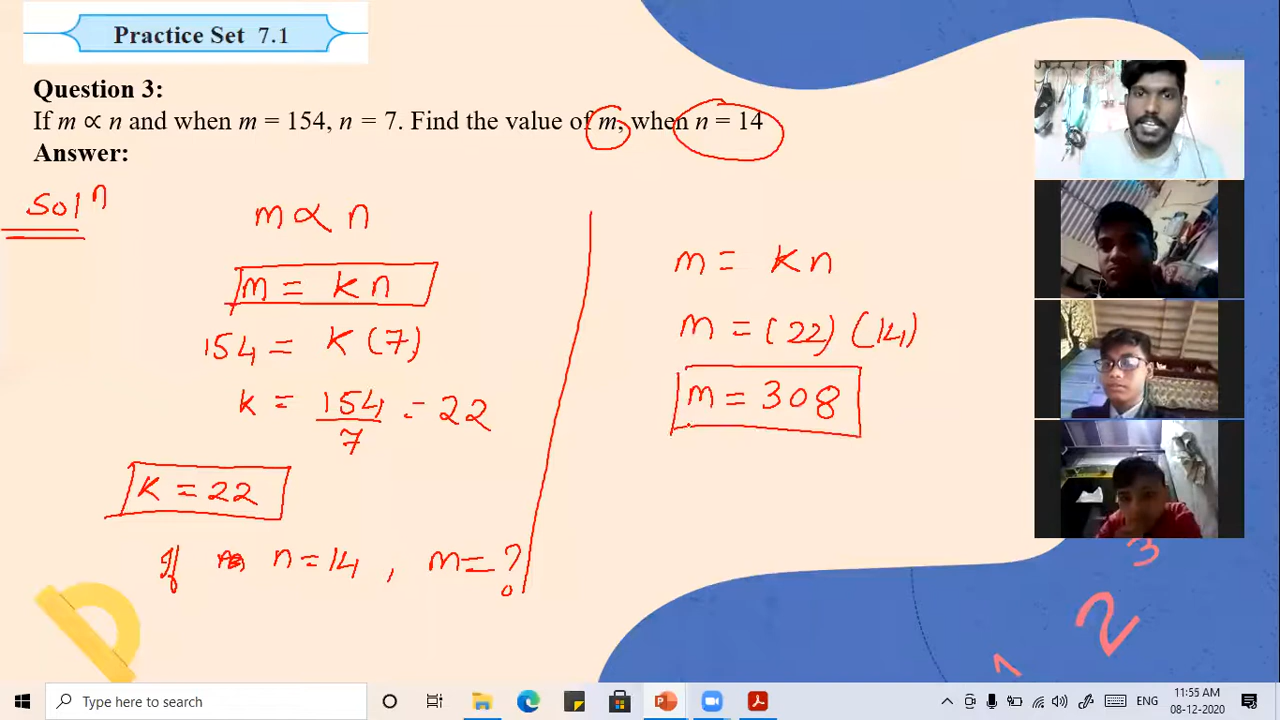 Practice Set 7.1
Question 3:
If m ∝ n and when m = 154, n = 7. Find the value of m, when n = 14
Answer:
Solⁿ
m ∝ n
m = kn
154 = k(7)
k = 154/7 = 22
k = 22
If n = 14, m = ?
m = kn
m = (22) (14)
m = 308
3
2
1
Type here to search
ENG
11:55 AM
08-12-2020